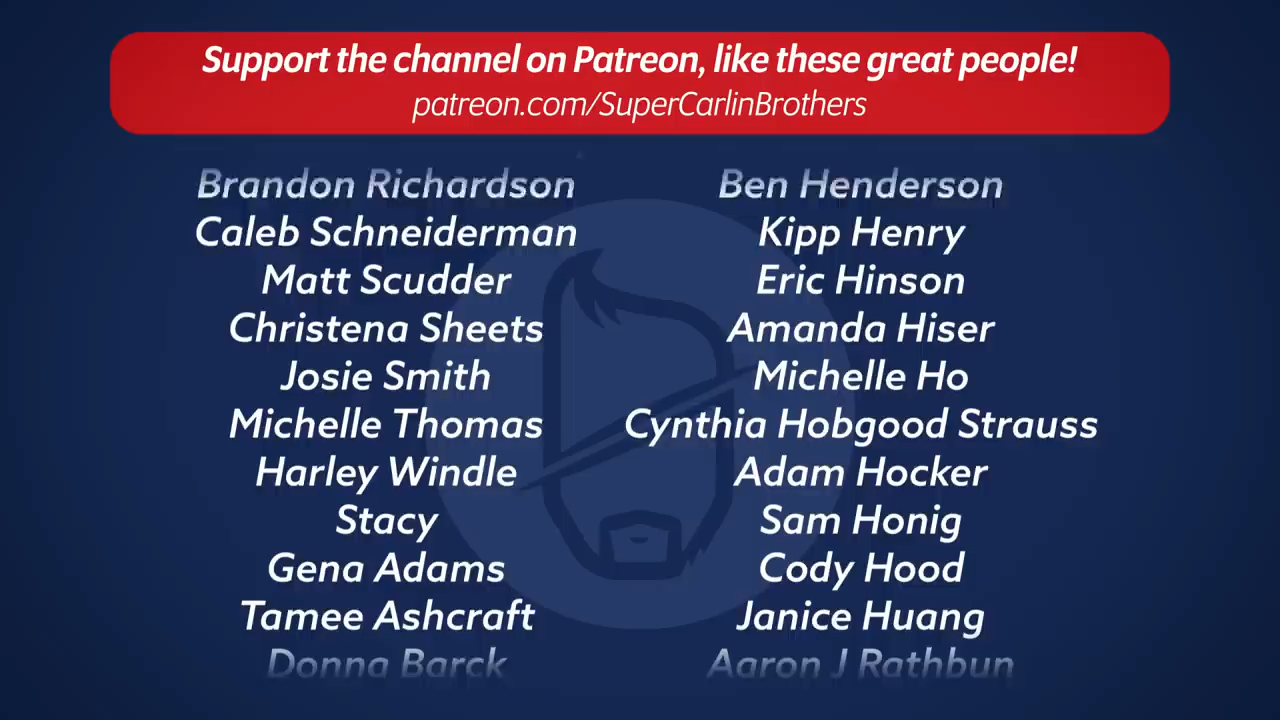 Support the channel on Patreon, like these great people!
patreon.com/SuperCarlinBrothers
Brandon Richardson
Caleb Schneiderman
Matt Scudder
Christena Sheets
Josie Smith
Michelle Thomas
Harley Windle
Stacy
Gena Adams
Tamee Ashcraft
Donna Barck
Ben Henderson
Kipp Henry
Eric Hinson
Amanda Hiser
Michelle Ho
Cynthia Hobgood Strauss
Adam Hocker
Sam Honig
Cody Hood
Janice Huang
Aaron J Rathbun